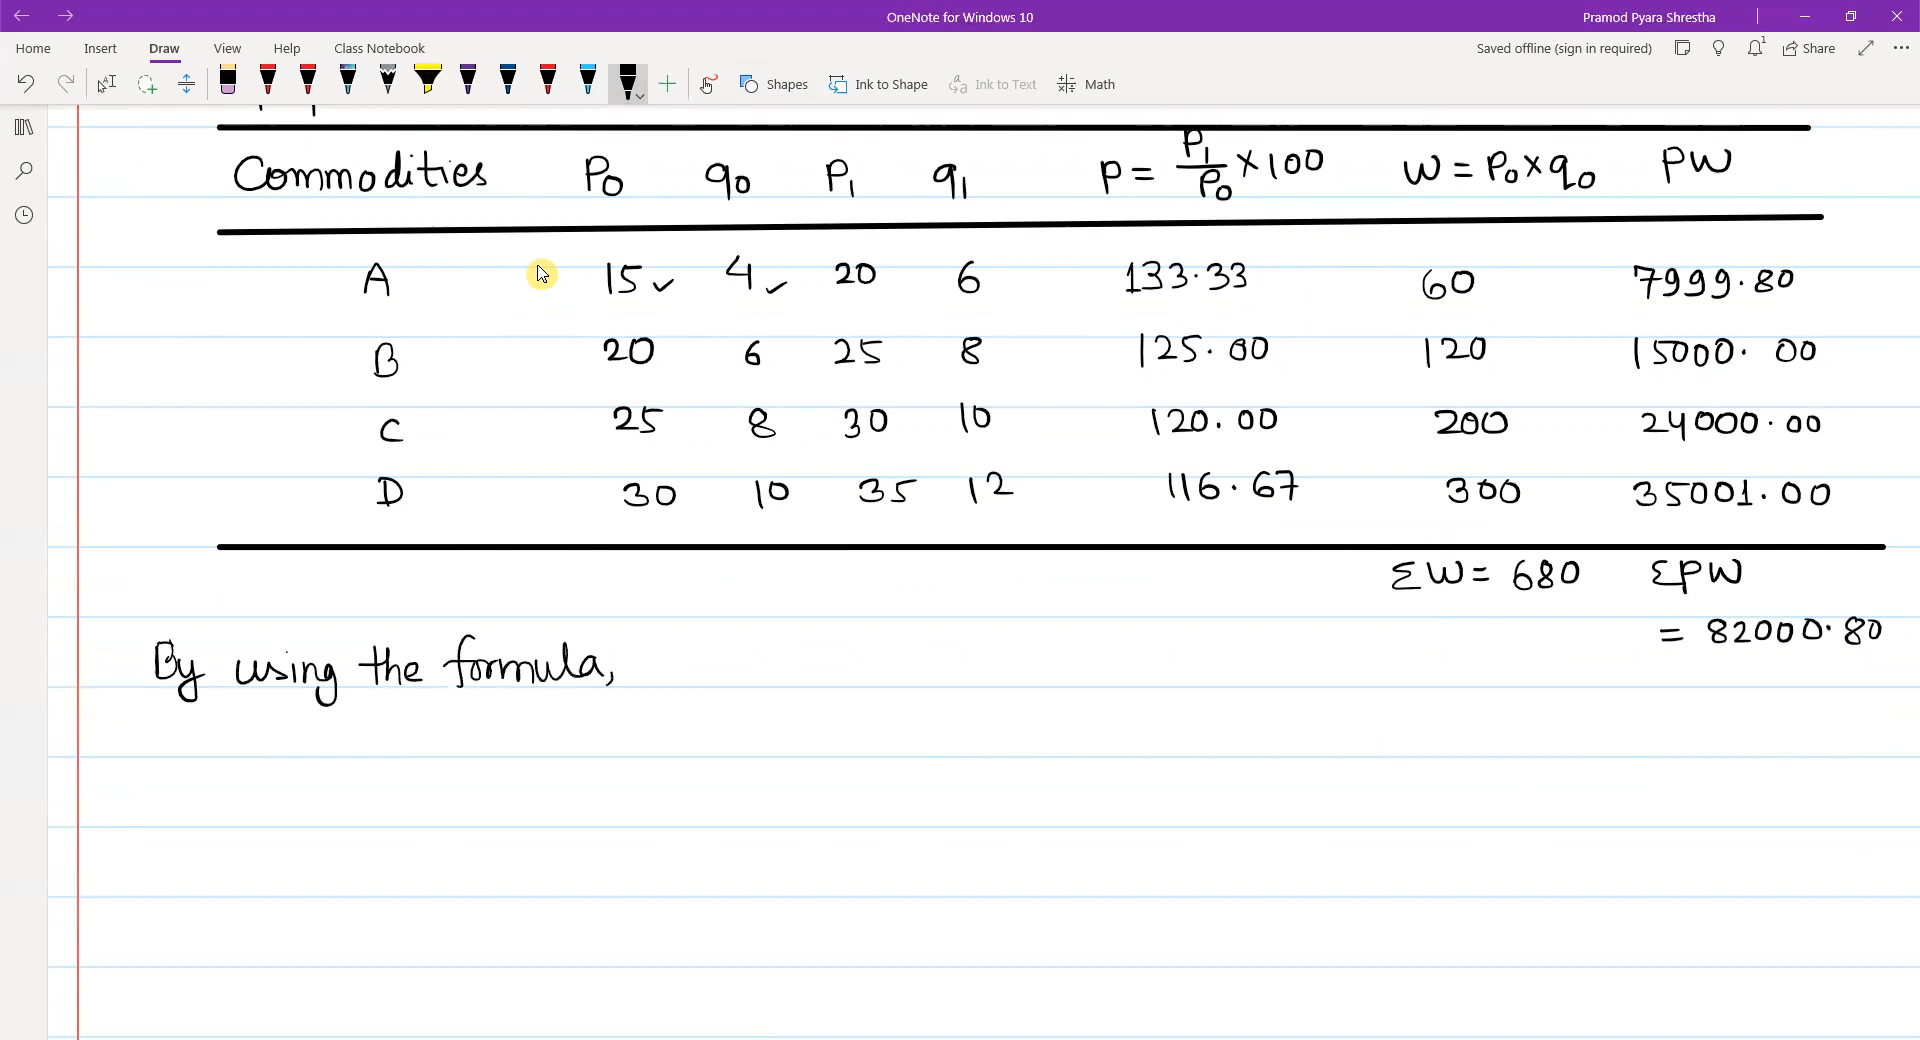 OneNote for Windows 10
Pramod Pyara Shrestha
Home Insert Draw View Help Class Notebook
Saved offline (sign in required) 1 Share
Shapes Ink to Shape Ink to Text Math
Commodities P₀ q₀ P₁ q₁ P = P₁/P₀ × 100 W = P₀ × q₀ PW
A 15 ✓ 4 ✓ 20 6 133.33 60 7999.80
B 20 6 25 8 125.00 120 15000.00
C 25 8 30 10 120.00 200 24000.00
D 30 10 35 12 116.67 300 35001.00
ΣW = 680 ΣPW
= 82000.80
By using the formula,